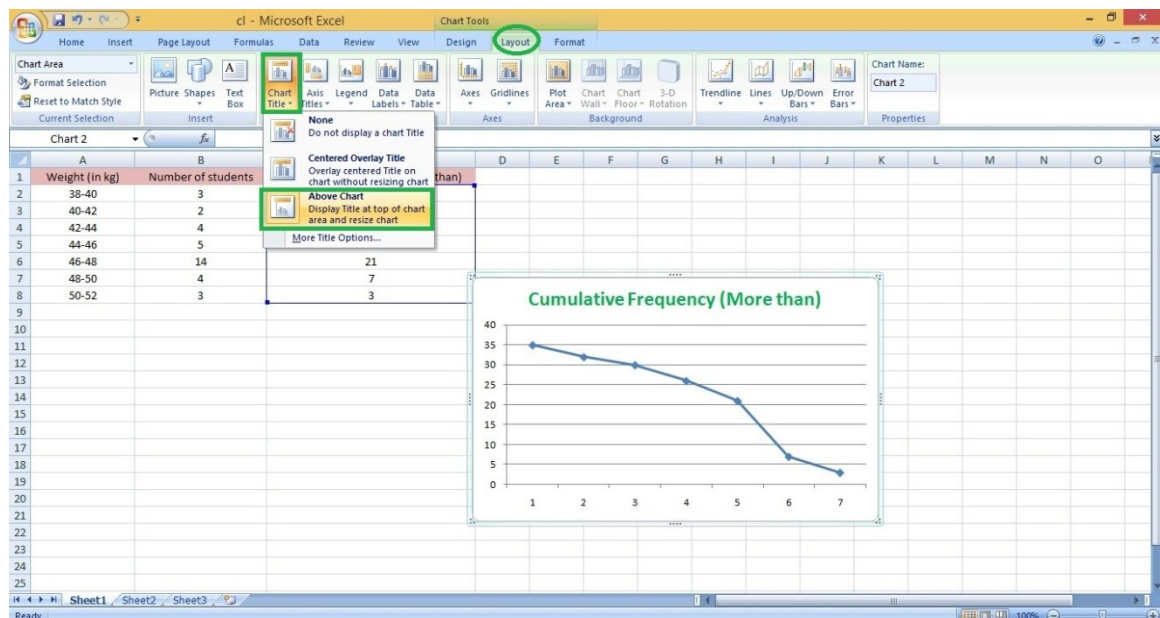 cl - Microsoft Excel
Chart Tools
Home Insert Page Layout Formulas Data Review View Design Layout Format
Chart Area
Format Selection
Reset to Match Style
Current Selection
Picture Shapes Text Box
Insert
Chart Title Axis Titles Legend Data Labels Data Table
Axes Gridlines
Axes
Plot Area Chart Wall Chart Floor 3-D Rotation
Background
Trendline Lines Up/Down Bars Error Bars
Analysis
Chart Name:
Chart 2
Properties
None
Do not display a chart Title
Centered Overlay Title
Overlay centered Title on
chart without resizing chart
Above Chart
Display Title at top of chart
area and resize chart
More Title Options...
Chart 2 fx
A B D E F G H I J K L M N O
1 Weight (in kg) Number of students than)
2 38-40 3
3 40-42 2
4 42-44 4
5 44-46 5
6 46-48 14 21
7 48-50 4 7
8 50-52 3 3
9
10
11
12
13
14
15
16
17
18
19
20
21
22
23
24
25
Cumulative Frequency (More than)
40
35
30
25
20
15
10
5
0
1 2 3 4 5 6 7
Sheet1 Sheet2 Sheet3
Ready 100%